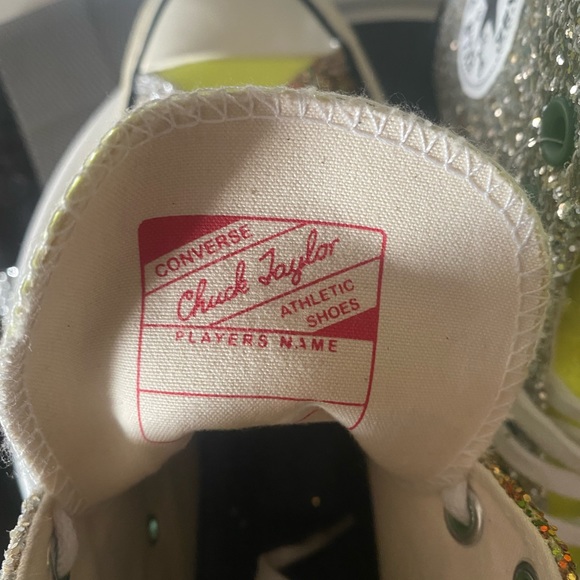 CONVERSE
Chuck Taylor
ATHLETIC
SHOES
PLAYERS NAME